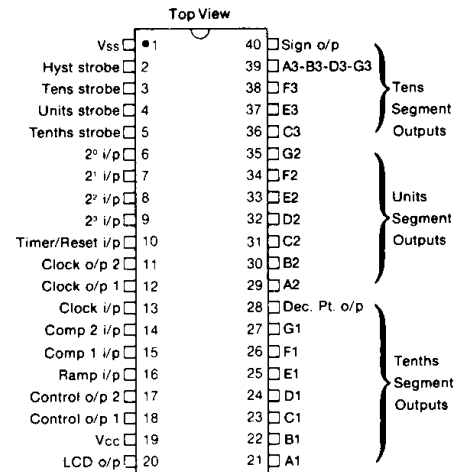 Top View
Vss 1 40 Sign o/p
Hyst strobe 2 39 A3-B3-D3-G3
Tens strobe 3 38 F3 Tens
Units strobe 4 37 E3 Segment
Tenths strobe 5 36 C3 Outputs
2⁰ i/p 6 35 G2
2¹ i/p 7 34 F2
2² i/p 8 33 E2 Units
2³ i/p 9 32 D2 Segment
Timer/Reset i/p 10 31 C2 Outputs
Clock o/p 2 11 30 B2
Clock o/p 1 12 29 A2
Clock i/p 13 28 Dec. Pt. o/p
Comp 2 i/p 14 27 G1
Comp 1 i/p 15 26 F1 Tenths
Ramp i/p 16 25 E1 Segment
Control o/p 2 17 24 D1 Outputs
Control o/p 1 18 23 C1
Vcc 19 22 B1
LCD o/p 20 21 A1